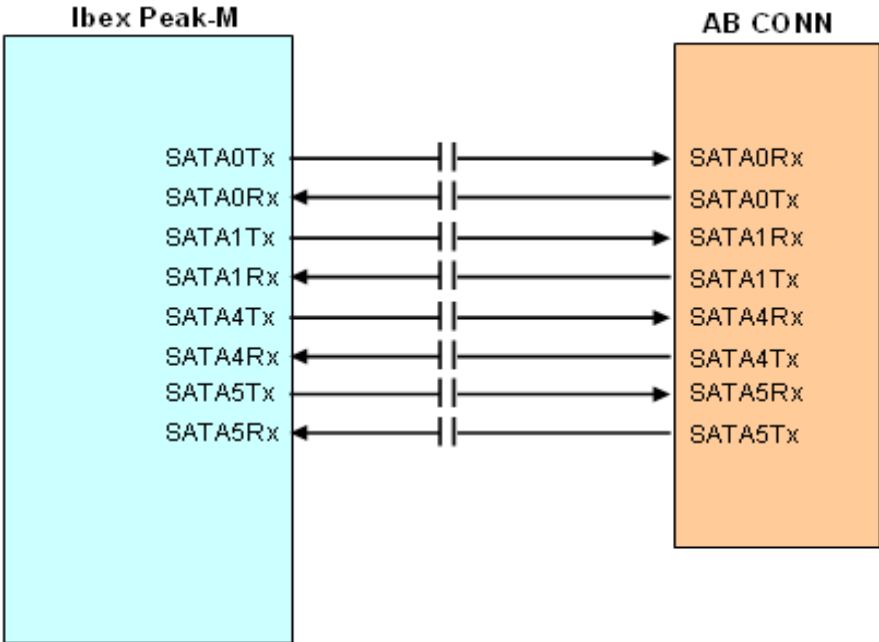 Ibex Peak-M
AB CONN
SATA0Tx
SATA0Rx
SATA0Rx
SATA0Tx
SATA1Tx
SATA1Rx
SATA1Rx
SATA1Tx
SATA4Tx
SATA4Rx
SATA4Rx
SATA4Tx
SATA5Tx
SATA5Rx
SATA5Rx
SATA5Tx